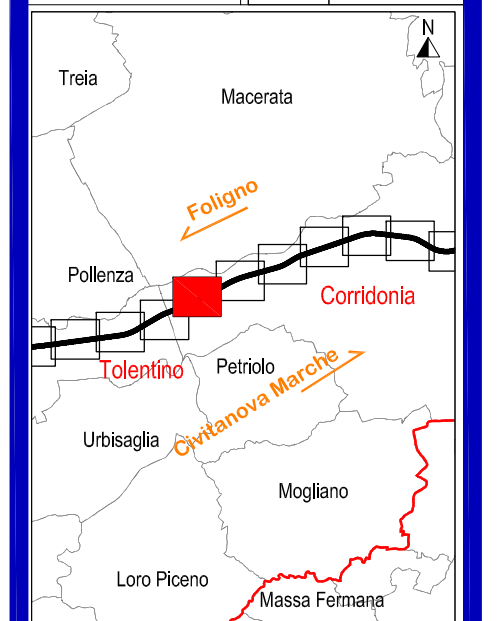 N
Treia
Macerata
Foligno
Pollenza
Corridonia
Tolentino
Petriolo
Civitanova Marche
Urbisaglia
Mogliano
Loro Piceno
Massa Fermana